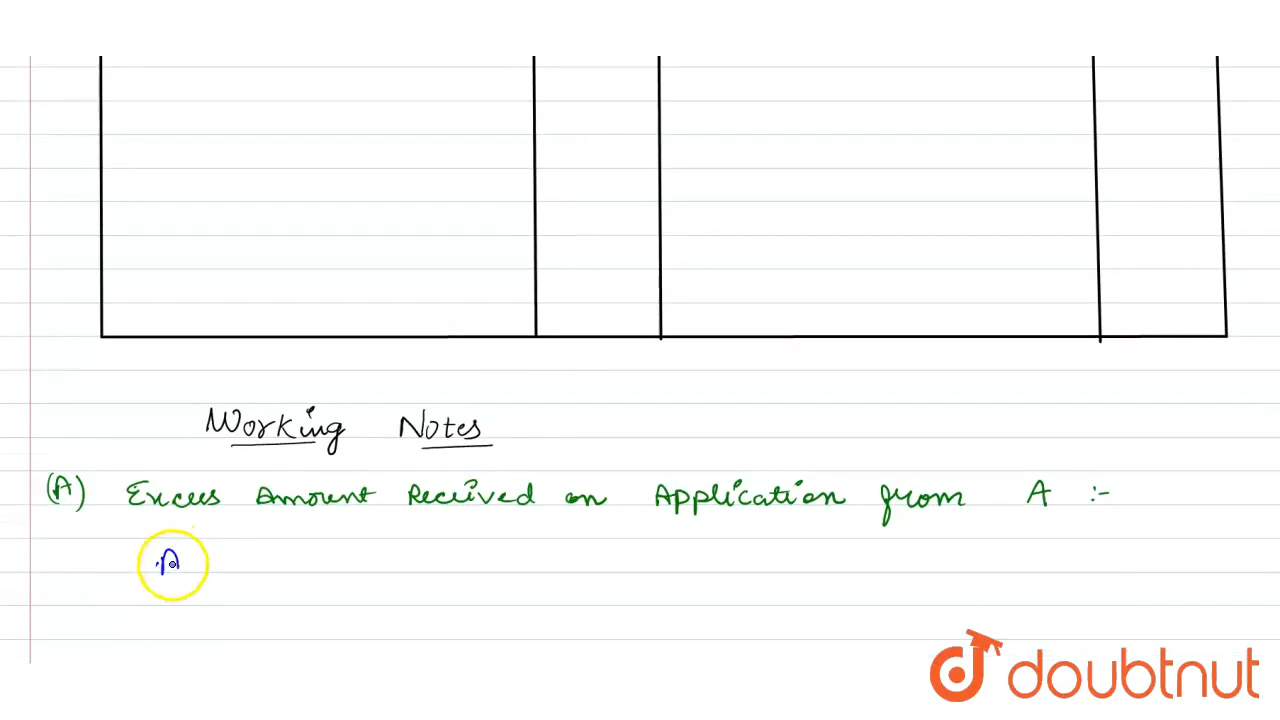 Working Notes
(A) Excess Amount Received on Application from A :-
A
doubtnut